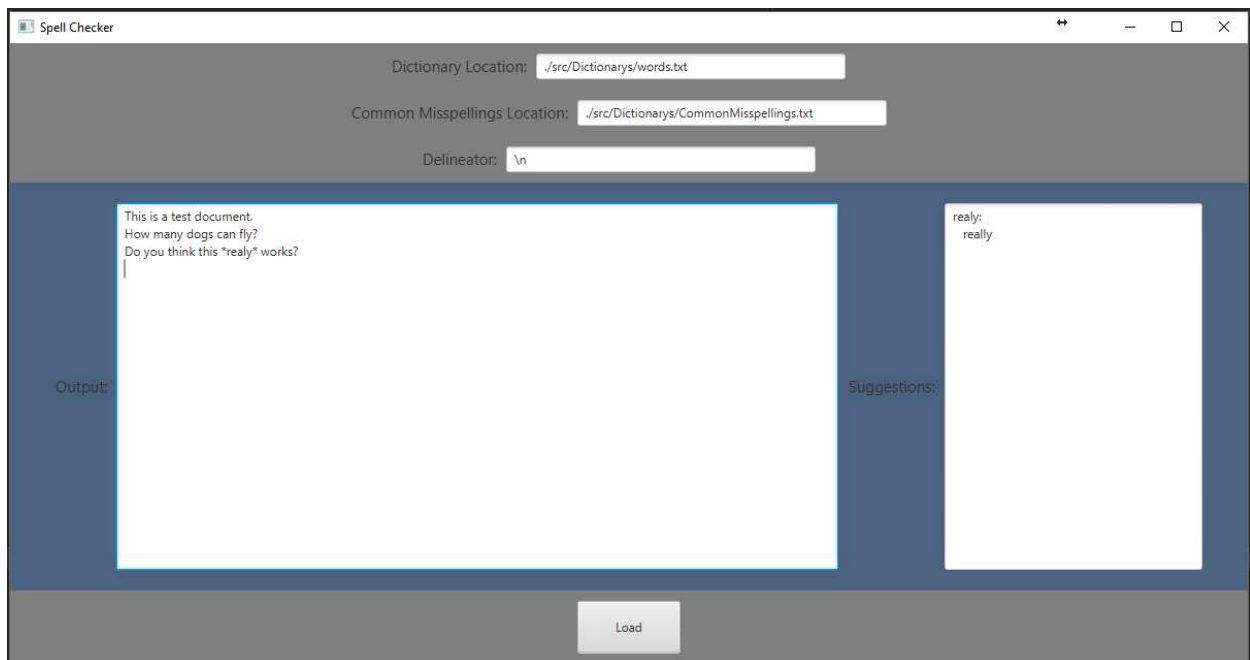 Spell Checker
Dictionary Location: ./src/Dictionarys/words.txt
Common Misspellings Location: ./src/Dictionarys/CommonMisspellings.txt
Delineator: \n
Output:
This is a test document.
How many dogs can fly?
Do you think this *realy* works?
Suggestions:
realy:
really
Load